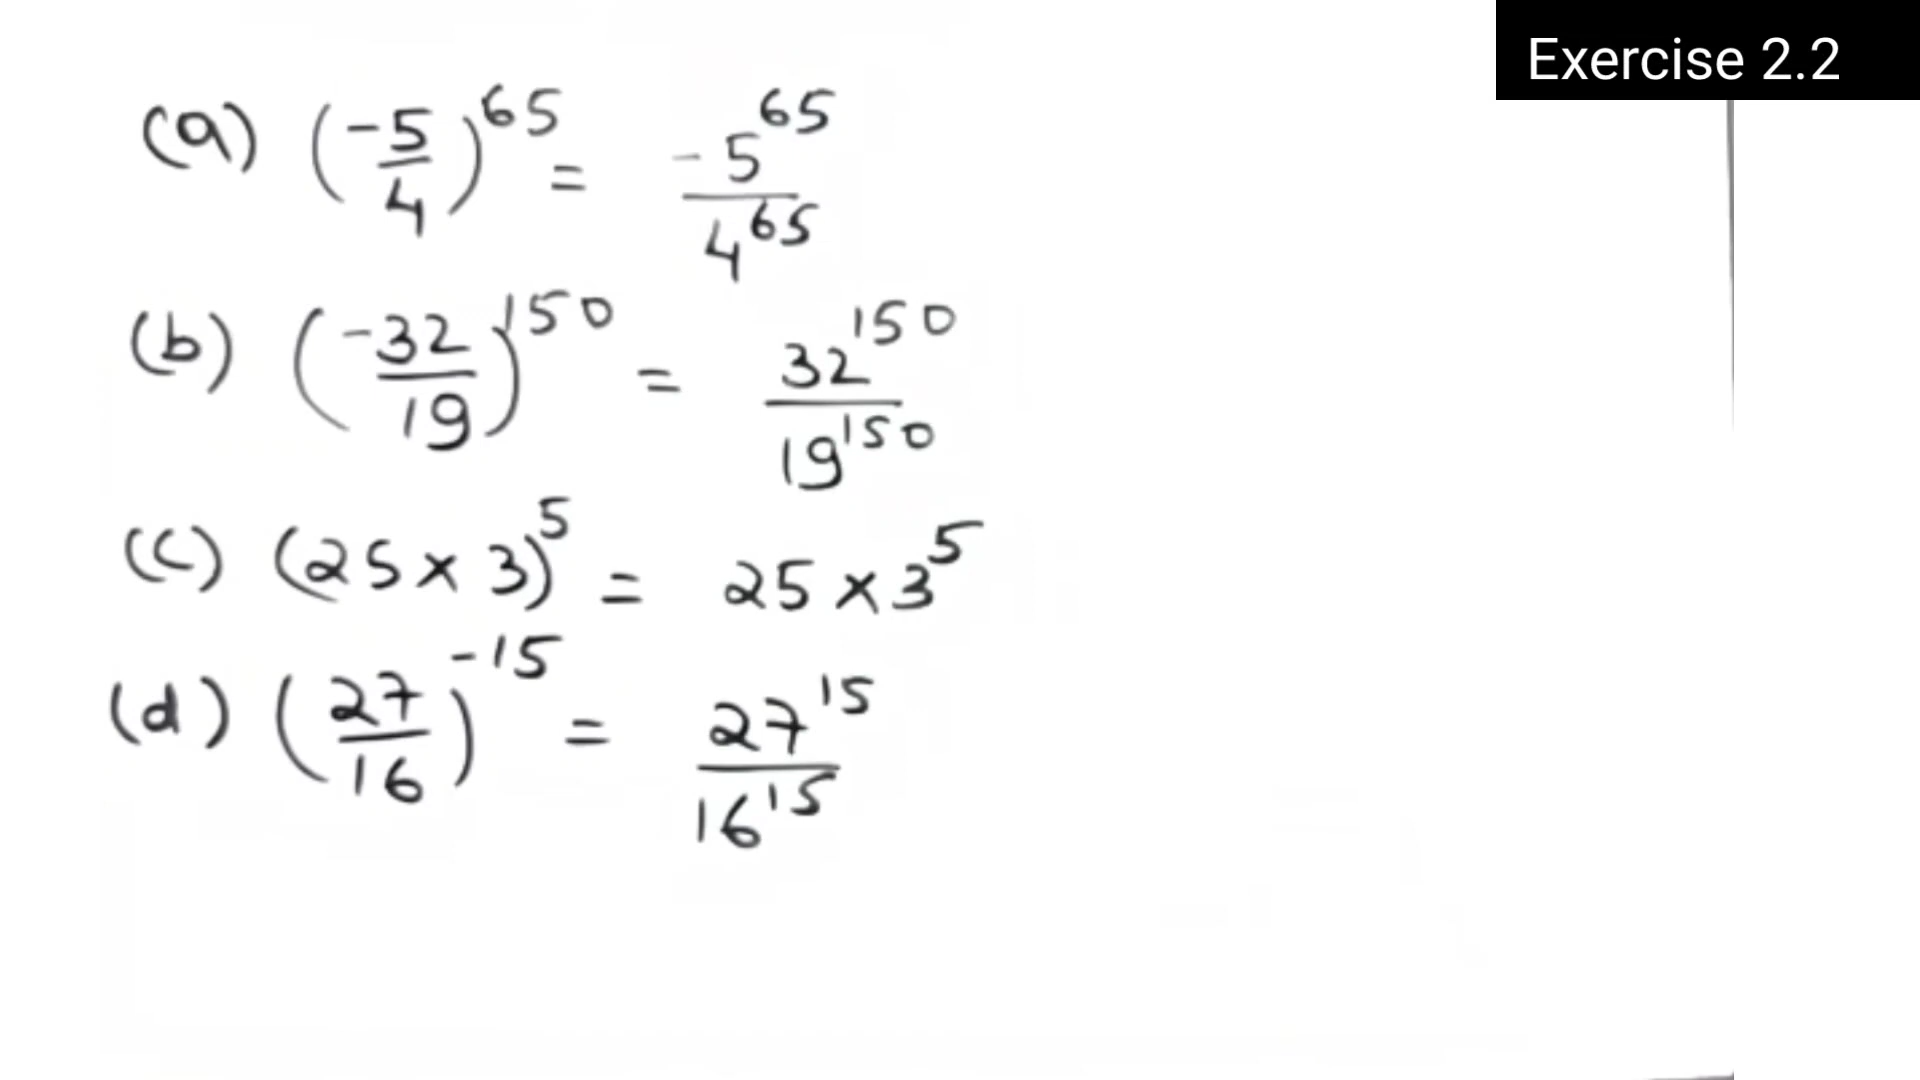 Exercise 2.2
(a) (-5/4)^65 = -5^65/4^65
(b) (-32/19)^150 = 32^150/19^150
(c) (25 × 3)^5 = 25 × 3^5
(d) (27/16)^-15 = 27^15/16^15